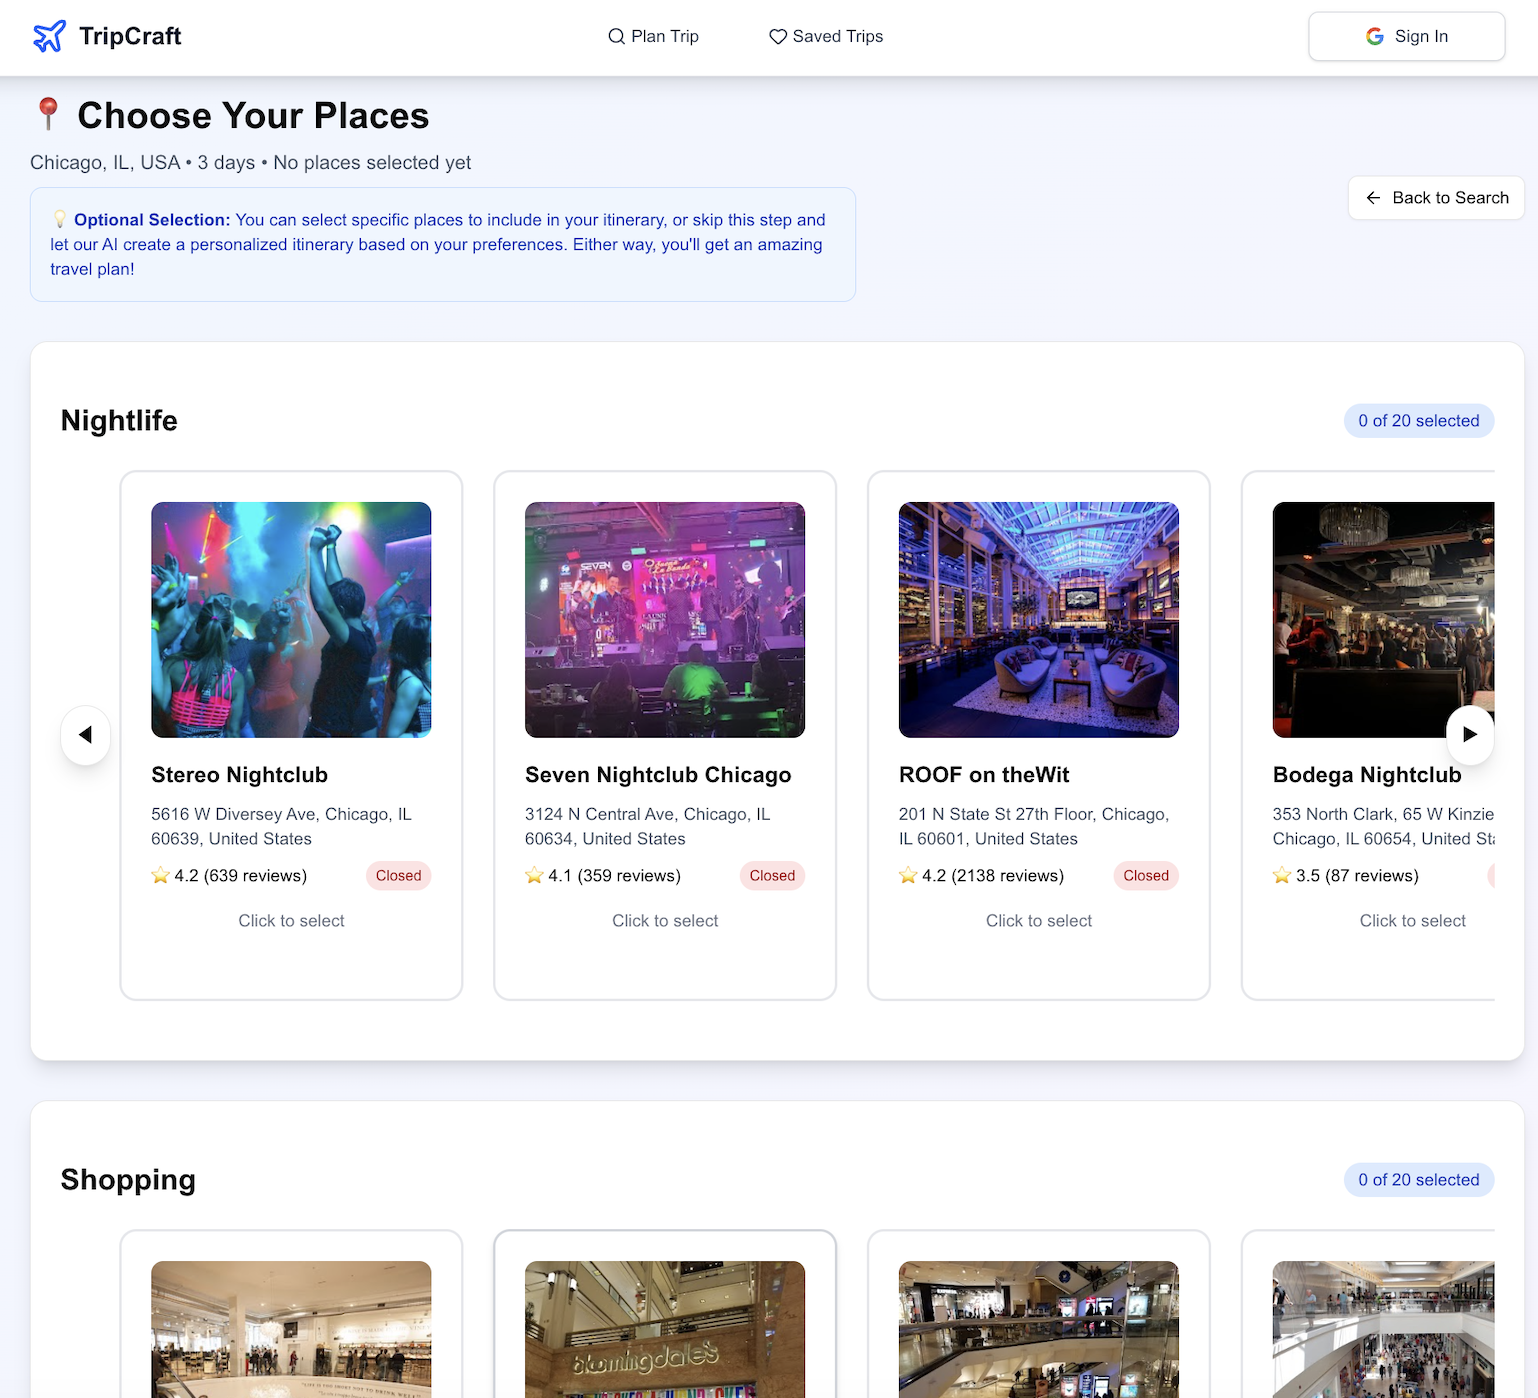 TripCraft
Plan Trip
Saved Trips
Sign In
📍 Choose Your Places
Chicago, IL, USA • 3 days • No places selected yet
💡 Optional Selection: You can select specific places to include in your itinerary, or skip this step and
let our AI create a personalized itinerary based on your preferences. Either way, you'll get an amazing
travel plan!
← Back to Search
Nightlife
0 of 20 selected
SEVEN
Stereo Nightclub
5616 W Diversey Ave, Chicago, IL
60639, United States
⭐ 4.2 (639 reviews)
Closed
Click to select
Seven Nightclub Chicago
3124 N Central Ave, Chicago, IL
60634, United States
⭐ 4.1 (359 reviews)
Closed
Click to select
ROOF on theWit
201 N State St 27th Floor, Chicago,
IL 60601, United States
⭐ 4.2 (2138 reviews)
Closed
Click to select
Bodega Nightclub
353 North Clark, 65 W Kinzie
Chicago, IL 60654, United
⭐ 3.5 (87 reviews)
Click to select
Shopping
0 of 20 selected
bloomingdale's